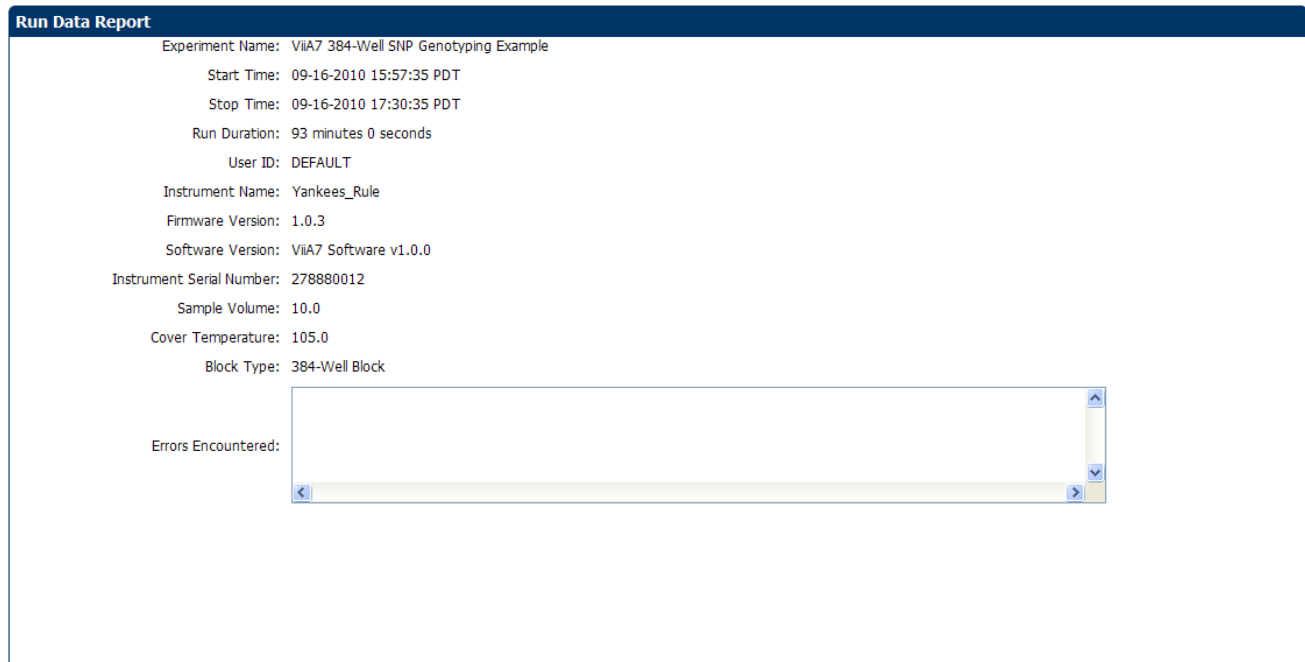 Run Data Report
Experiment Name: ViiA7 384-Well SNP Genotyping Example
Start Time: 09-16-2010 15:57:35 PDT
Stop Time: 09-16-2010 17:30:35 PDT
Run Duration: 93 minutes 0 seconds
User ID: DEFAULT
Instrument Name: Yankees_Rule
Firmware Version: 1.0.3
Software Version: ViiA7 Software v1.0.0
Instrument Serial Number: 278880012
Sample Volume: 10.0
Cover Temperature: 105.0
Block Type: 384-Well Block
Errors Encountered: